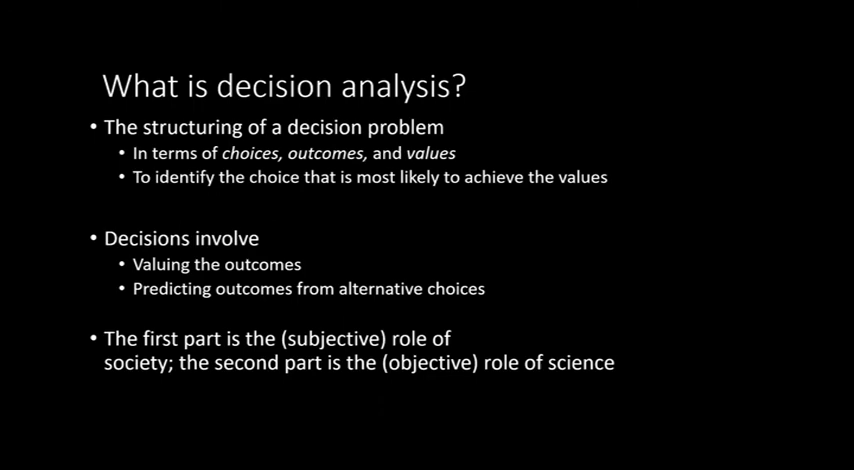 What is decision analysis?
• The structuring of a decision problem
• In terms of choices, outcomes, and values
• To identify the choice that is most likely to achieve the values
• Decisions involve
• Valuing the outcomes
• Predicting outcomes from alternative choices
• The first part is the (subjective) role of
society; the second part is the (objective) role of science